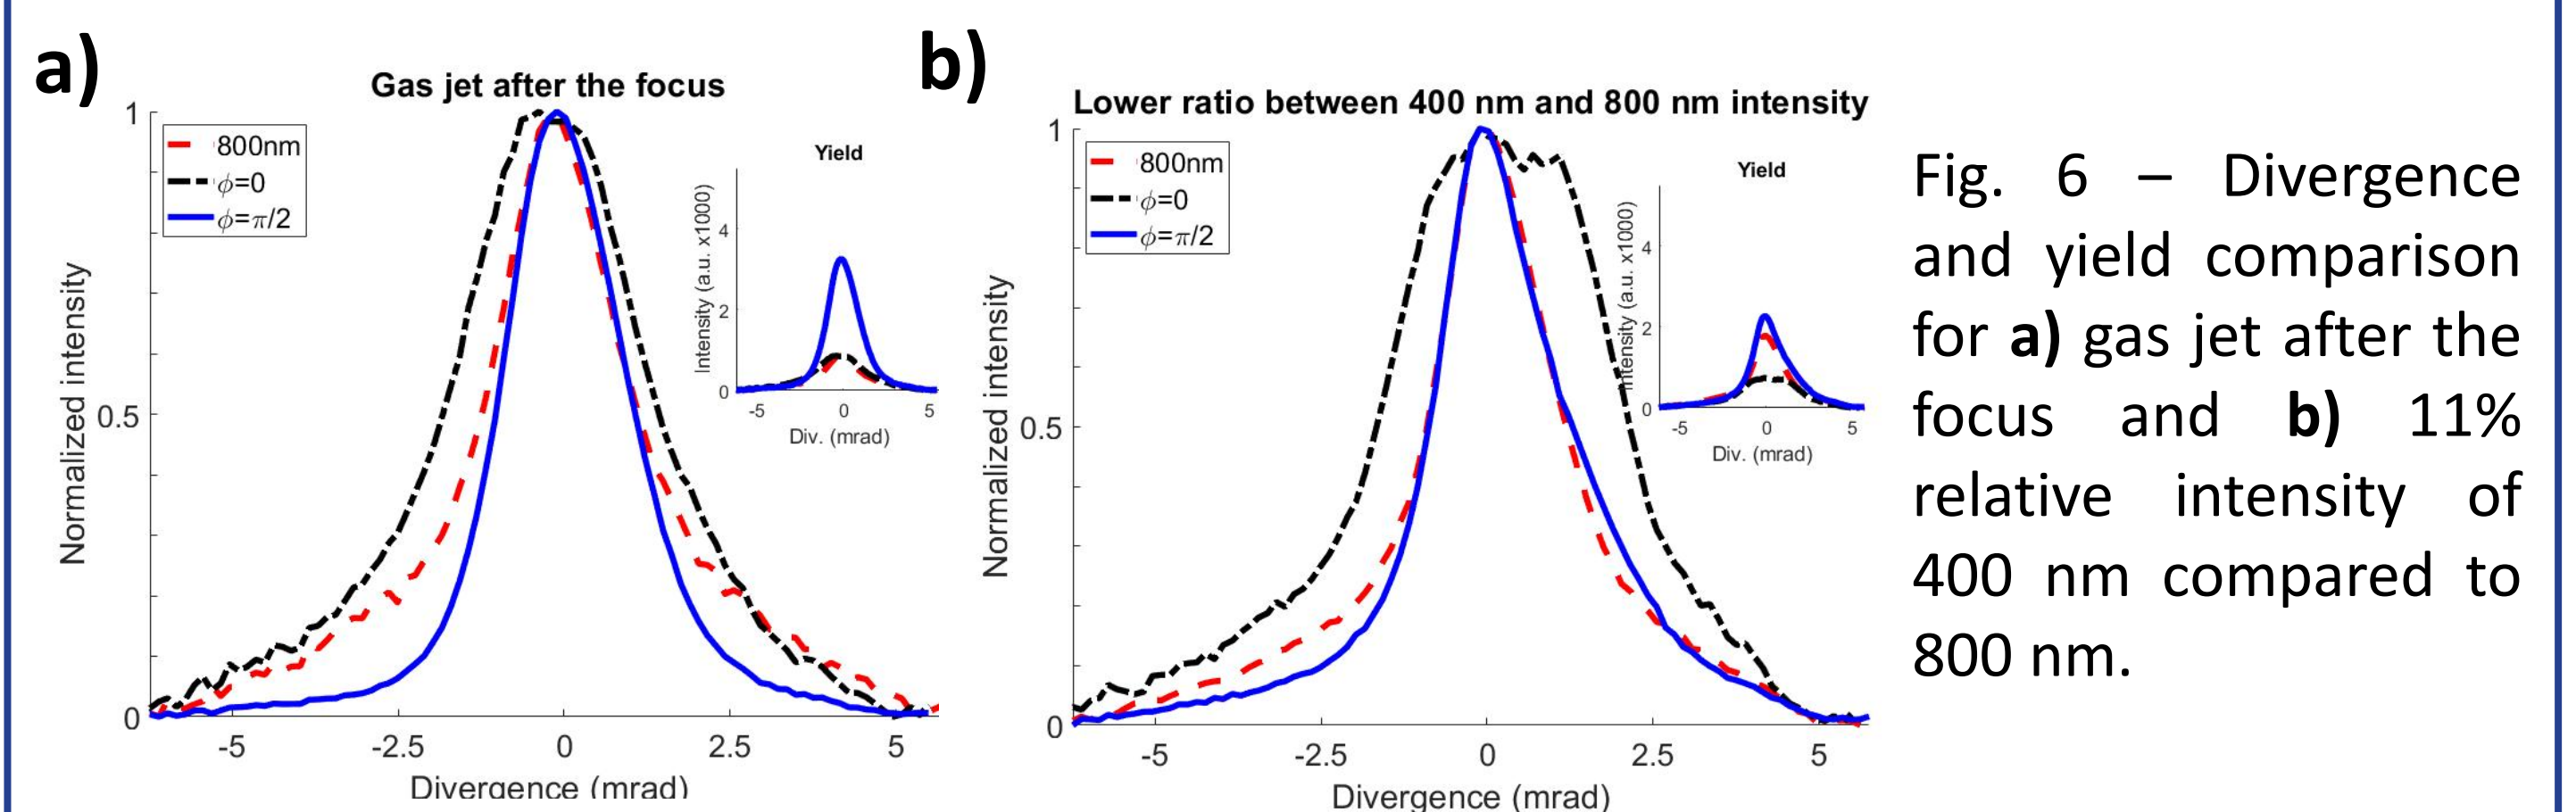 a)
Gas jet after the focus
1
0.5
0
Normalized intensity
800nm
ϕ=0
ϕ=π/2
Yield
Intensity (a.u. x1000)
4
2
0
-5 0 5
Div. (mrad)
-5 -2.5 0 2.5 5
Divergence (mrad)
b)
Lower ratio between 400 nm and 800 nm intensity
1
0.5
0
Normalized intensity
800nm
ϕ=0
ϕ=π/2
Yield
Intensity (a.u. x1000)
4
2
0
-5 0 5
Div. (mrad)
-5 -2.5 0 2.5 5
Divergence (mrad)
Fig. 6 – Divergence
and yield comparison
for a) gas jet after the
focus and b) 11%
relative intensity of
400 nm compared to
800 nm.